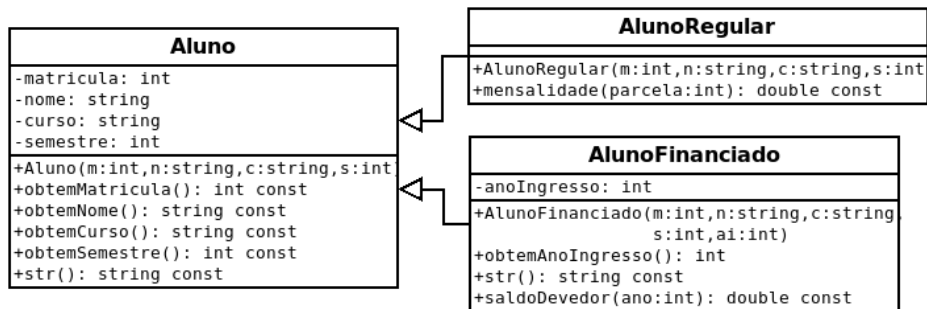 Aluno
-matricula: int
-nome: string
-curso: string
-semestre: int
+Aluno(m:int,n:string,c:string,s:int)
+obtemMatricula(): int const
+obtemNome(): string const
+obtemCurso(): string const
+obtemSemestre(): int const
+str(): string const
AlunoRegular
+AlunoRegular(m:int,n:string,c:string,s:int
+mensalidade(parcela:int): double const
AlunoFinanciado
-anoIngresso: int
+AlunoFinanciado(m:int,n:string,c:string,
s:int,ai:int)
+obtemAnoIngresso(): int
+str(): string const
+saldoDevedor(ano:int): double const